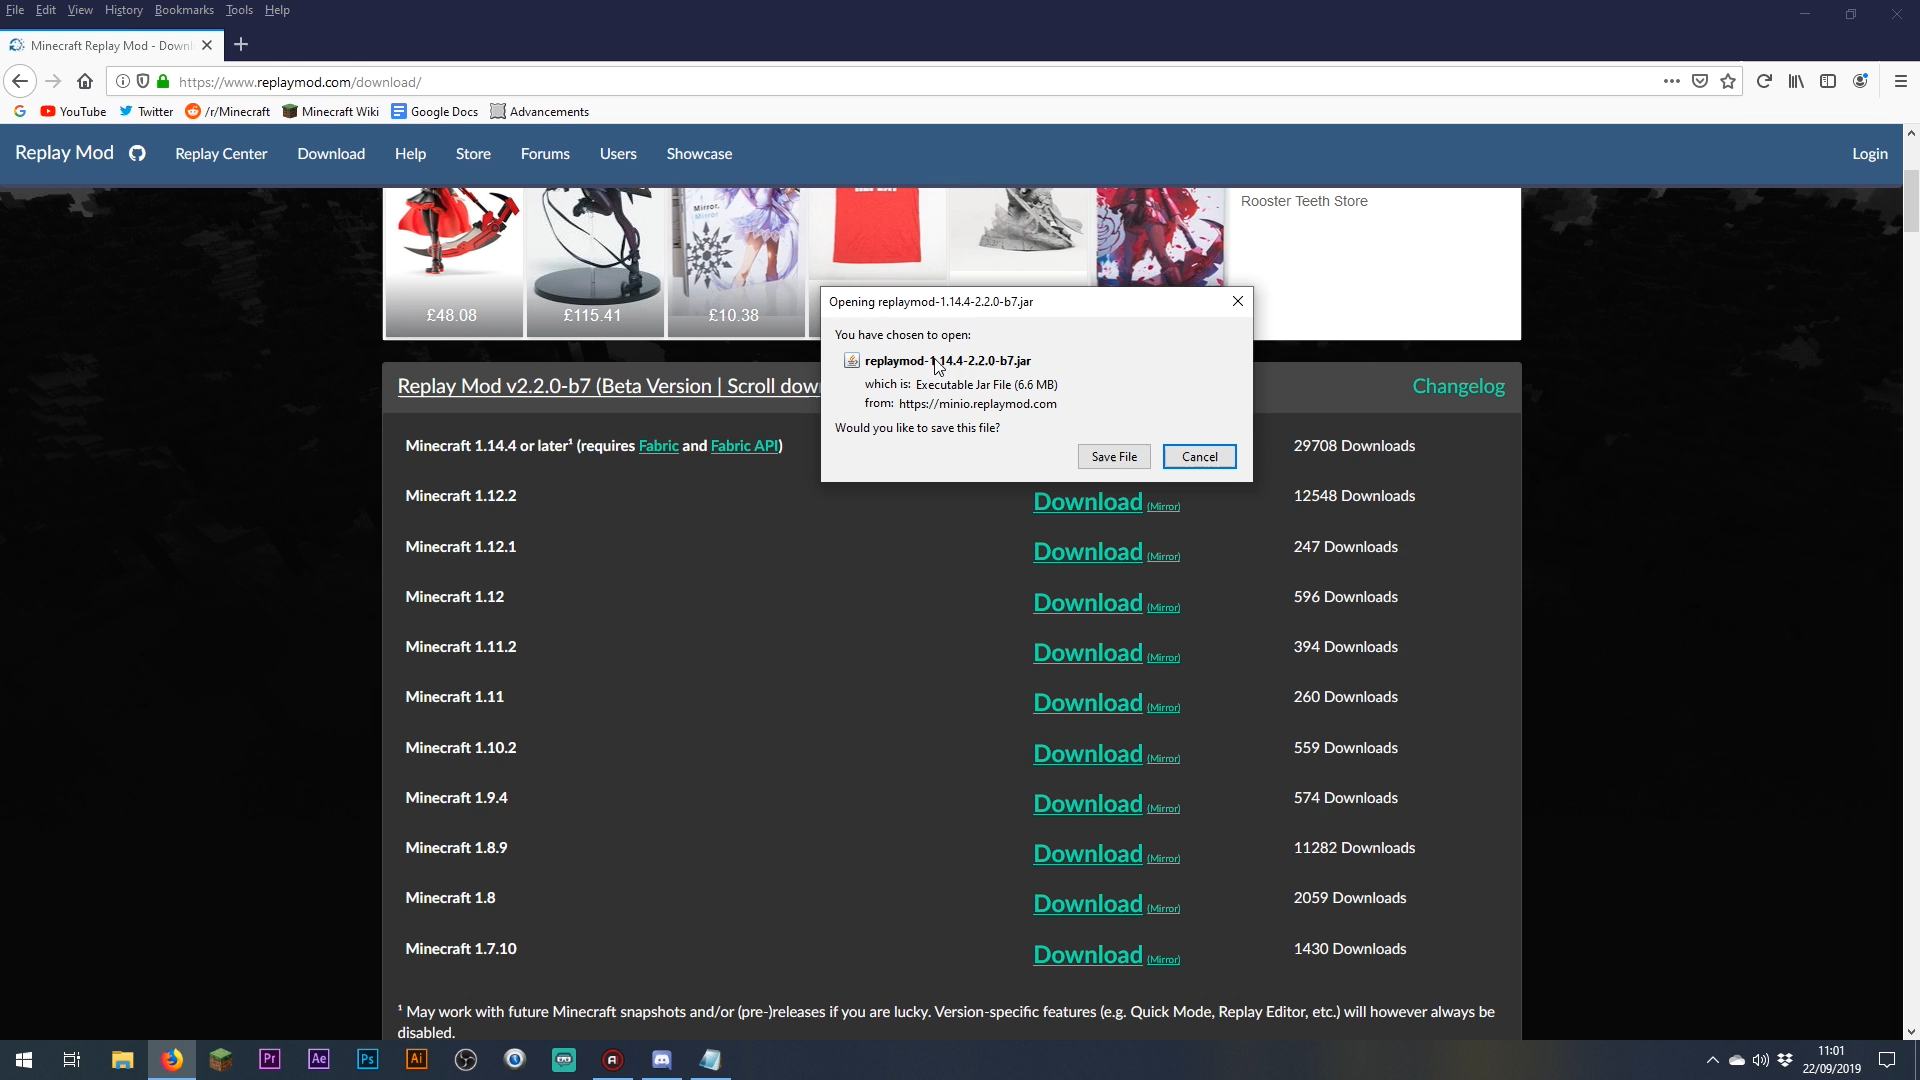 File Edit View History Bookmarks Tools Help
Minecraft Replay Mod - Downl
https://www.replaymod.com/download/
YouTube Twitter /r/Minecraft Minecraft Wiki Google Docs Advancements
Replay Mod Replay Center Download Help Store Forums Users Showcase Login
Mirror,
Mirror
Rooster Teeth Store
£48.08 £115.41 £10.38
Opening replaymod-1.14.4-2.2.0-b7.jar
You have chosen to open:
replaymod-1.14.4-2.2.0-b7.jar
which is: Executable Jar File (6.6 MB)
from: https://minio.replaymod.com
Would you like to save this file?
Save File Cancel
Replay Mod v2.2.0-b7 (Beta Version | Scroll dow Changelog
Minecraft 1.14.4 or later¹ (requires Fabric and Fabric API) 29708 Downloads
Minecraft 1.12.2 Download (Mirror) 12548 Downloads
Minecraft 1.12.1 Download (Mirror) 247 Downloads
Minecraft 1.12 Download (Mirror) 596 Downloads
Minecraft 1.11.2 Download (Mirror) 394 Downloads
Minecraft 1.11 Download (Mirror) 260 Downloads
Minecraft 1.10.2 Download (Mirror) 559 Downloads
Minecraft 1.9.4 Download (Mirror) 574 Downloads
Minecraft 1.8.9 Download (Mirror) 11282 Downloads
Minecraft 1.8 Download (Mirror) 2059 Downloads
Minecraft 1.7.10 Download (Mirror) 1430 Downloads
¹ May work with future Minecraft snapshots and/or (pre-)releases if you are lucky. Version-specific features (e.g. Quick Mode, Replay Editor, etc.) will however always be
disabled.
Pr Ae Ps Ai
11:01
22/09/2019